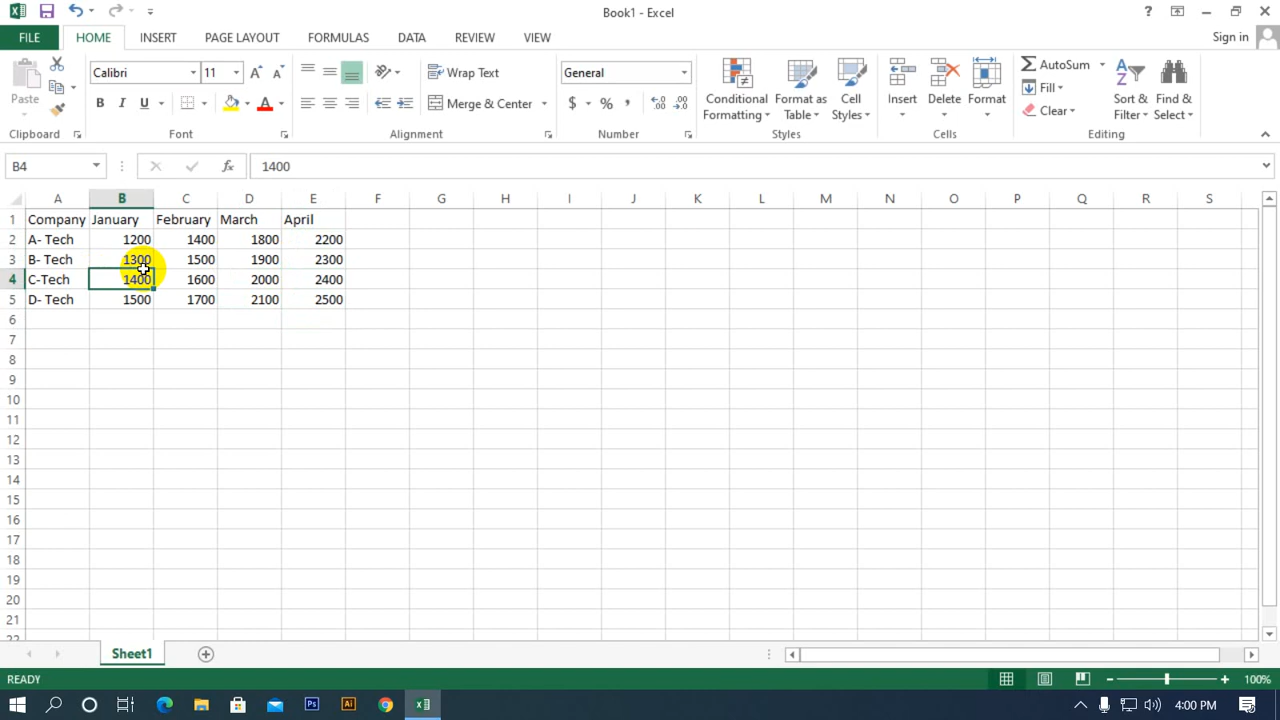 Book1 - Excel
?
FILE HOME INSERT PAGE LAYOUT FORMULAS DATA REVIEW VIEW Sign in
Paste
Calibri 11
B I U
Wrap Text
Merge & Center
General
$ % ,
Conditional Formatting
Format as Table
Cell Styles
Insert
Delete
Format
AutoSum
Fill
Clear
Sort & Filter
Find & Select
Clipboard Font Alignment Number Styles Cells Editing
B4 fx 1400
A B C D E F G H I J K L M N O P Q R S
1 Company January February March April
2 A- Tech 1200 1400 1800 2200
3 B- Tech 1300 1500 1900 2300
4 C-Tech 1400 1600 2000 2400
5 D- Tech 1500 1700 2100 2500
6
7
8
9
10
11
12
13
14
15
16
17
18
19
20
21
22
Sheet1
READY 100%
Ps Ai 4:00 PM